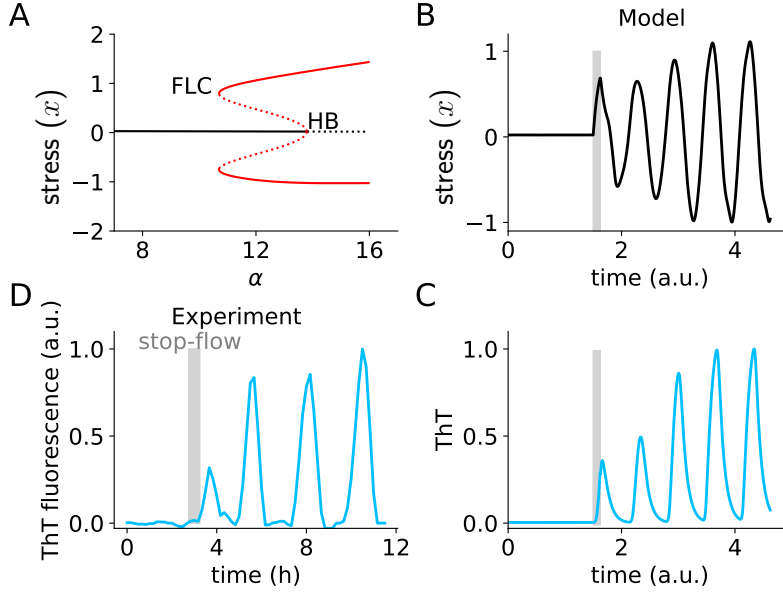 A
2
1
0
−1
−2
stress (x)
FLC
HB
8
12
16
α
B
Model
1
0
−1
stress (x)
0
2
4
time (a.u.)
D
Experiment
stop-flow
1.0
0.5
0.0
ThT fluorescence (a.u.)
0
4
8
12
time (h)
C
1.0
0.5
0.0
ThT
0
2
4
time (a.u.)